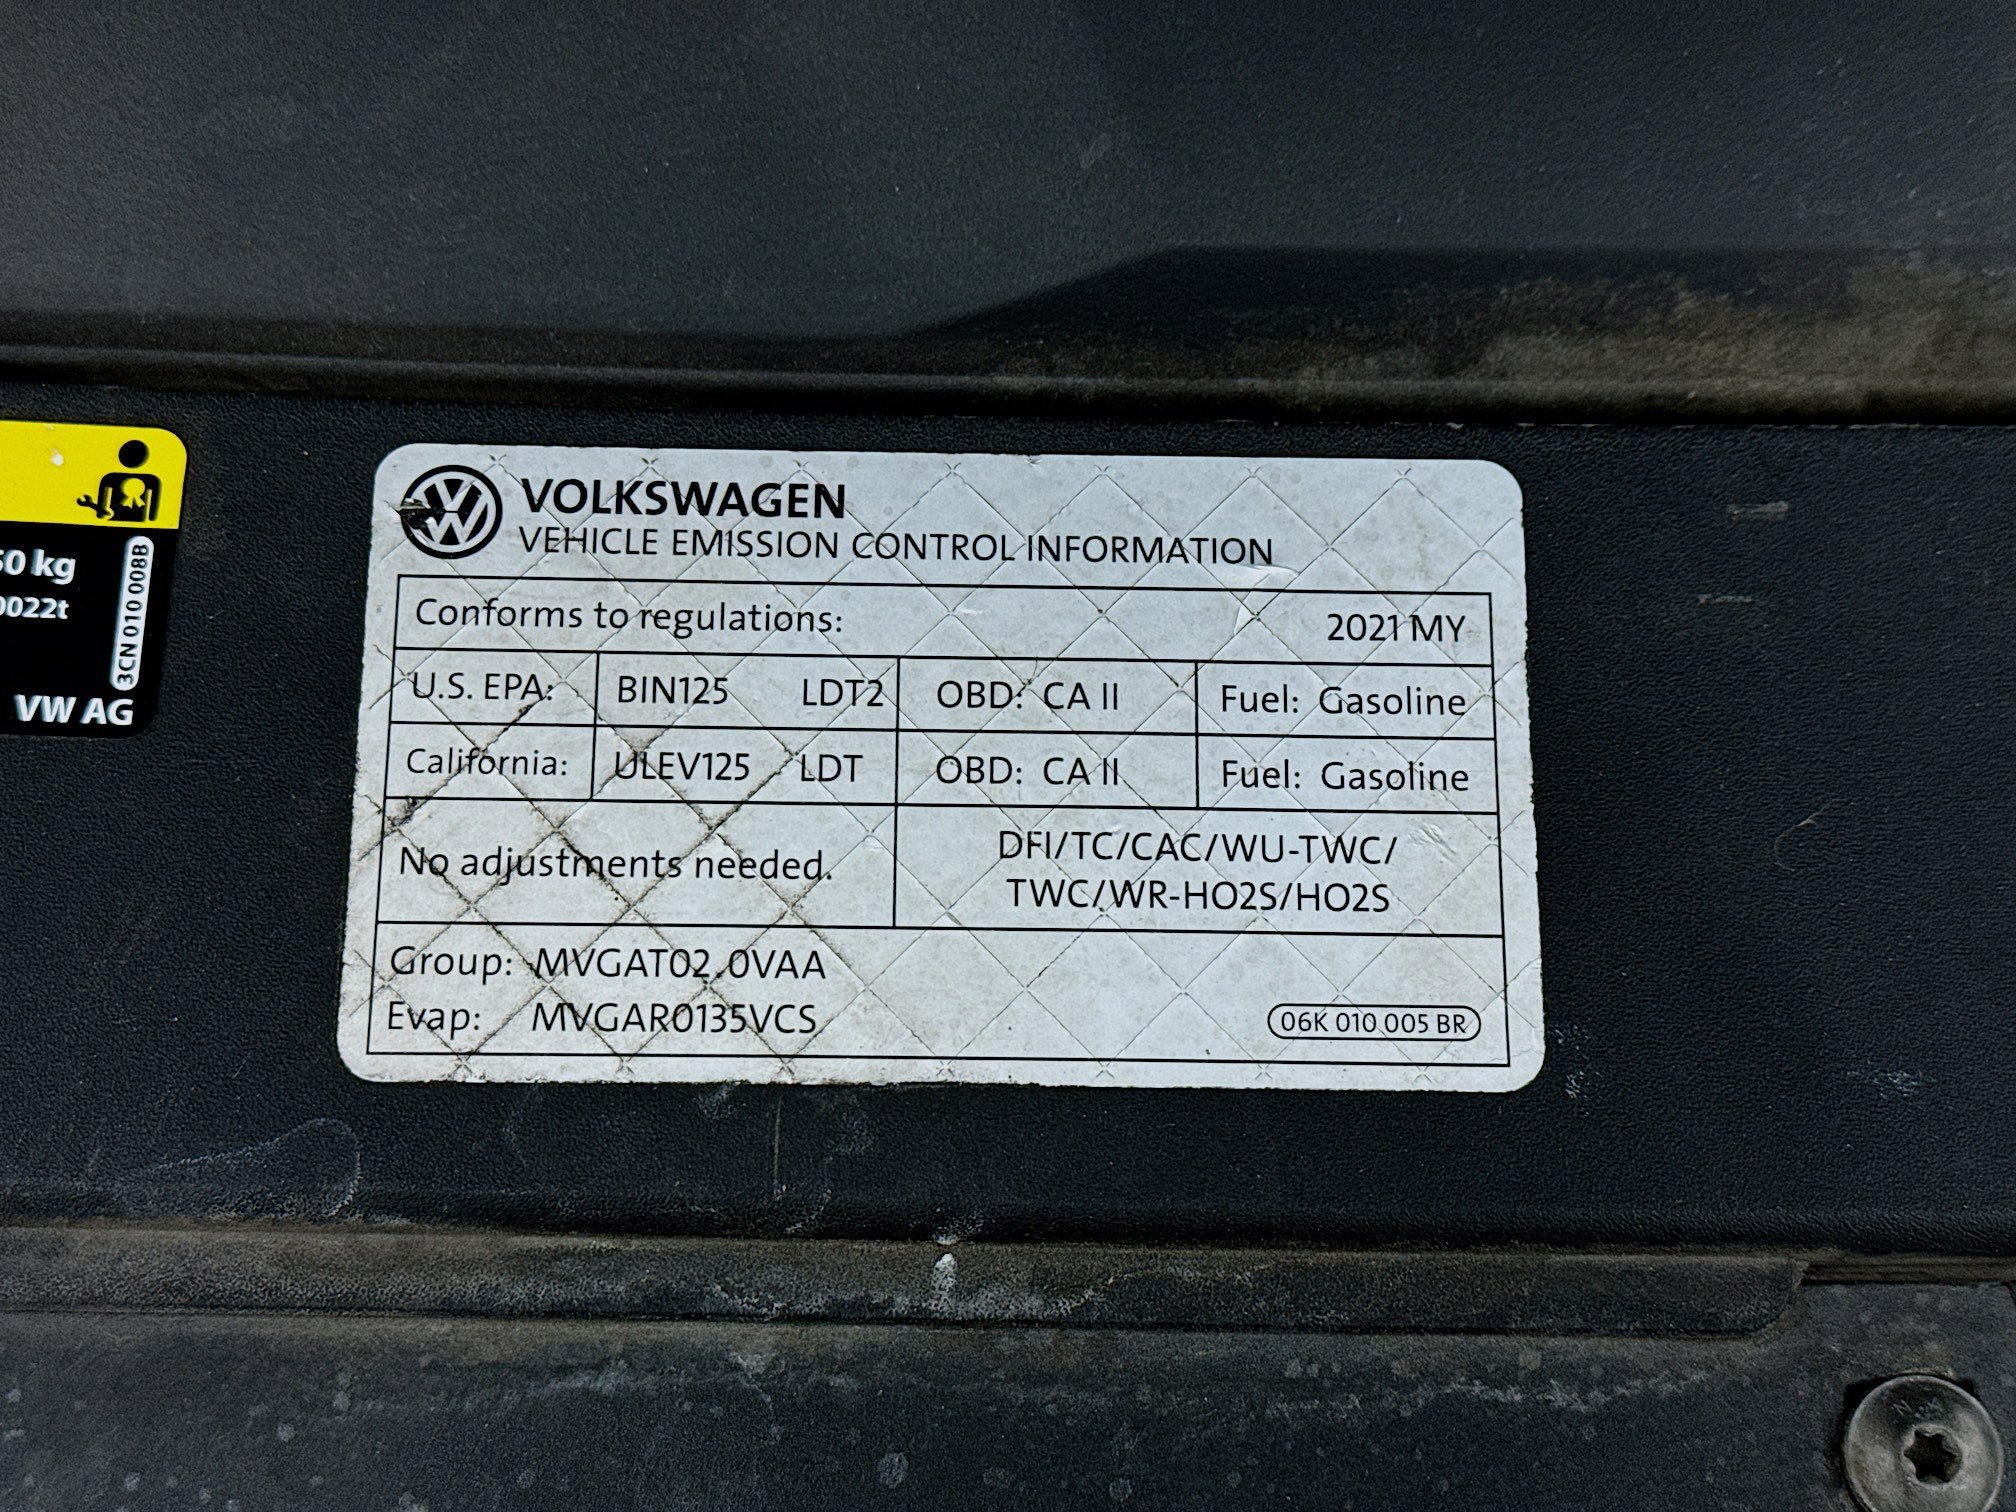 50 kg
0022t
3CN 010 008B
VW AG
VOLKSWAGEN
VEHICLE EMISSION CONTROL INFORMATION
Conforms to regulations: 2021 MY
U.S. EPA: BIN125 LDT2 OBD: CA II Fuel: Gasoline
California: ULEV125 LDT OBD: CA II Fuel: Gasoline
No adjustments needed.
DFI/TC/CAC/WU-TWC/
TWC/WR-HO2S/HO2S
Group: MVGAT02.0VAA
Evap: MVGAR0135VCS
06K 010 005 BR